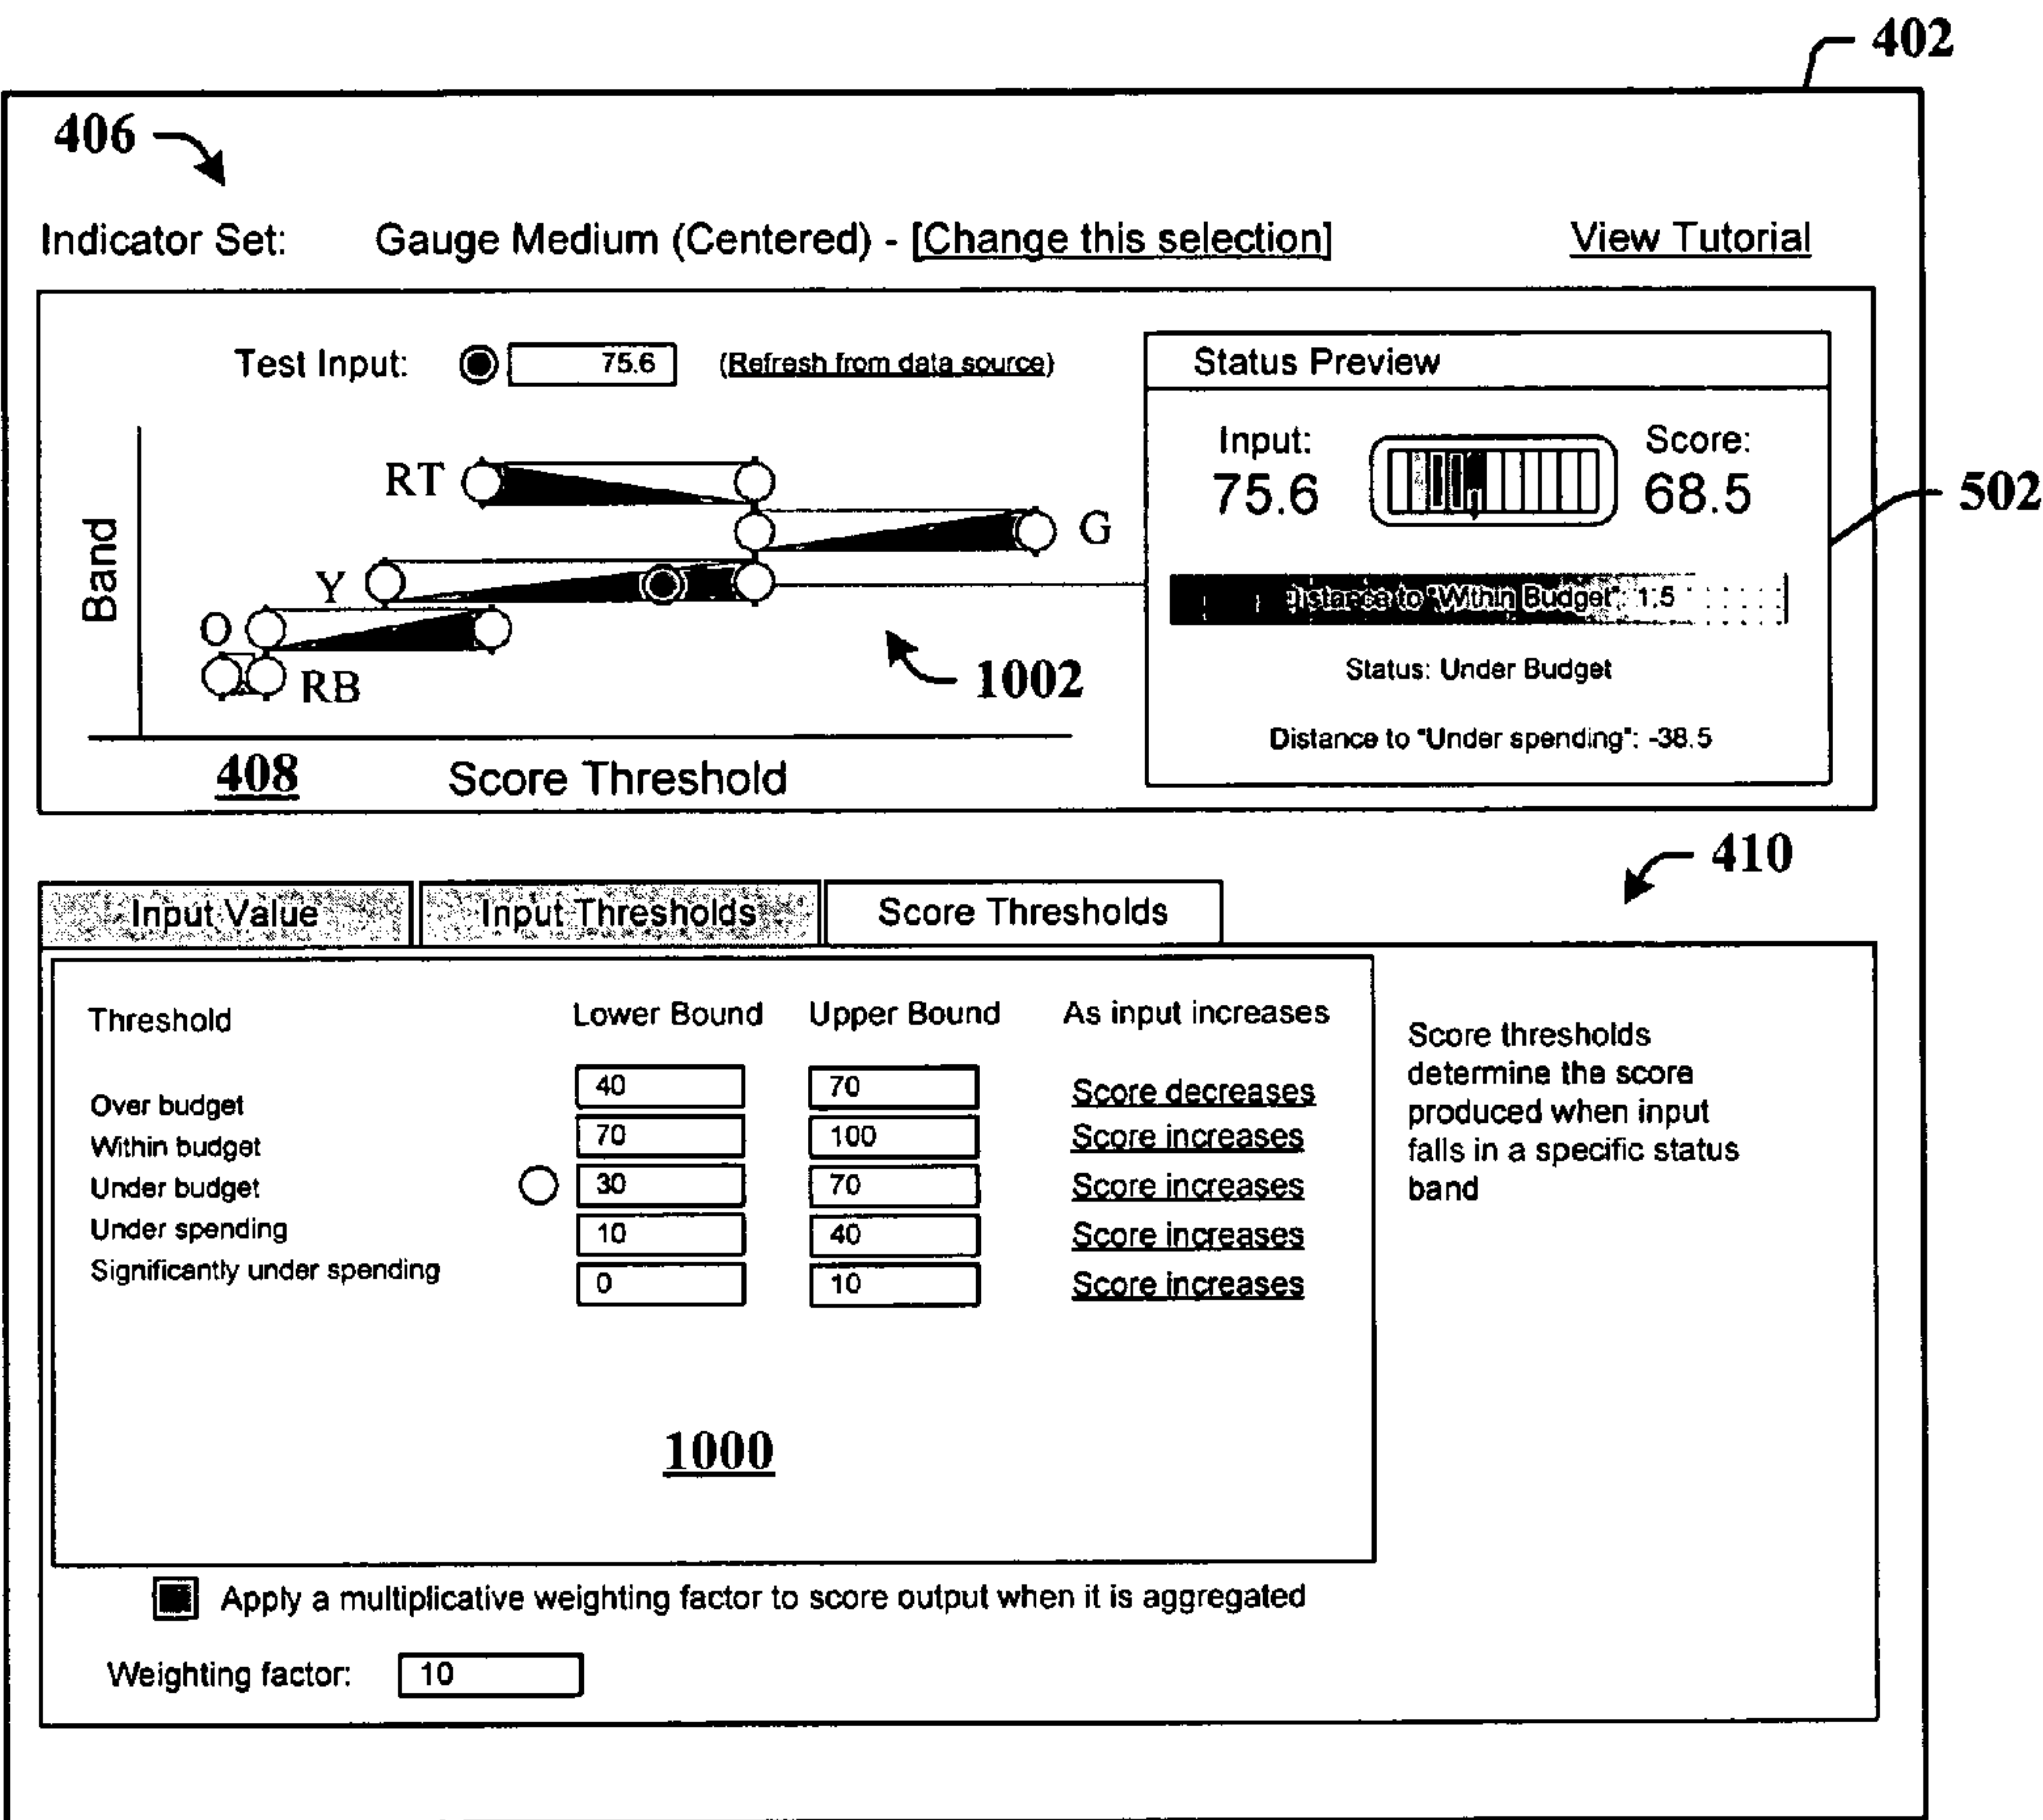 402
406
Indicator Set: Gauge Medium (Centered) - [Change this selection] View Tutorial
Test Input: 75.6 (Refresh from data source)
Status Preview
Input: Score:
75.6 68.5
502
RT
G
Band
Y
O
RB
1002
Distance to "Within Budget": 1.5
Status: Under Budget
Distance to "Under spending": -38.5
408 Score Threshold
410
Input Value Input Thresholds Score Thresholds
Threshold Lower Bound Upper Bound As input increases
Over budget 40 70 Score decreases
Within budget 70 100 Score increases
Under budget 30 70 Score increases
Under spending 10 40 Score increases
Significantly under spending 0 10 Score increases
Score thresholds
determine the score
produced when input
falls in a specific status
band
1000
Apply a multiplicative weighting factor to score output when it is aggregated
Weighting factor: 10